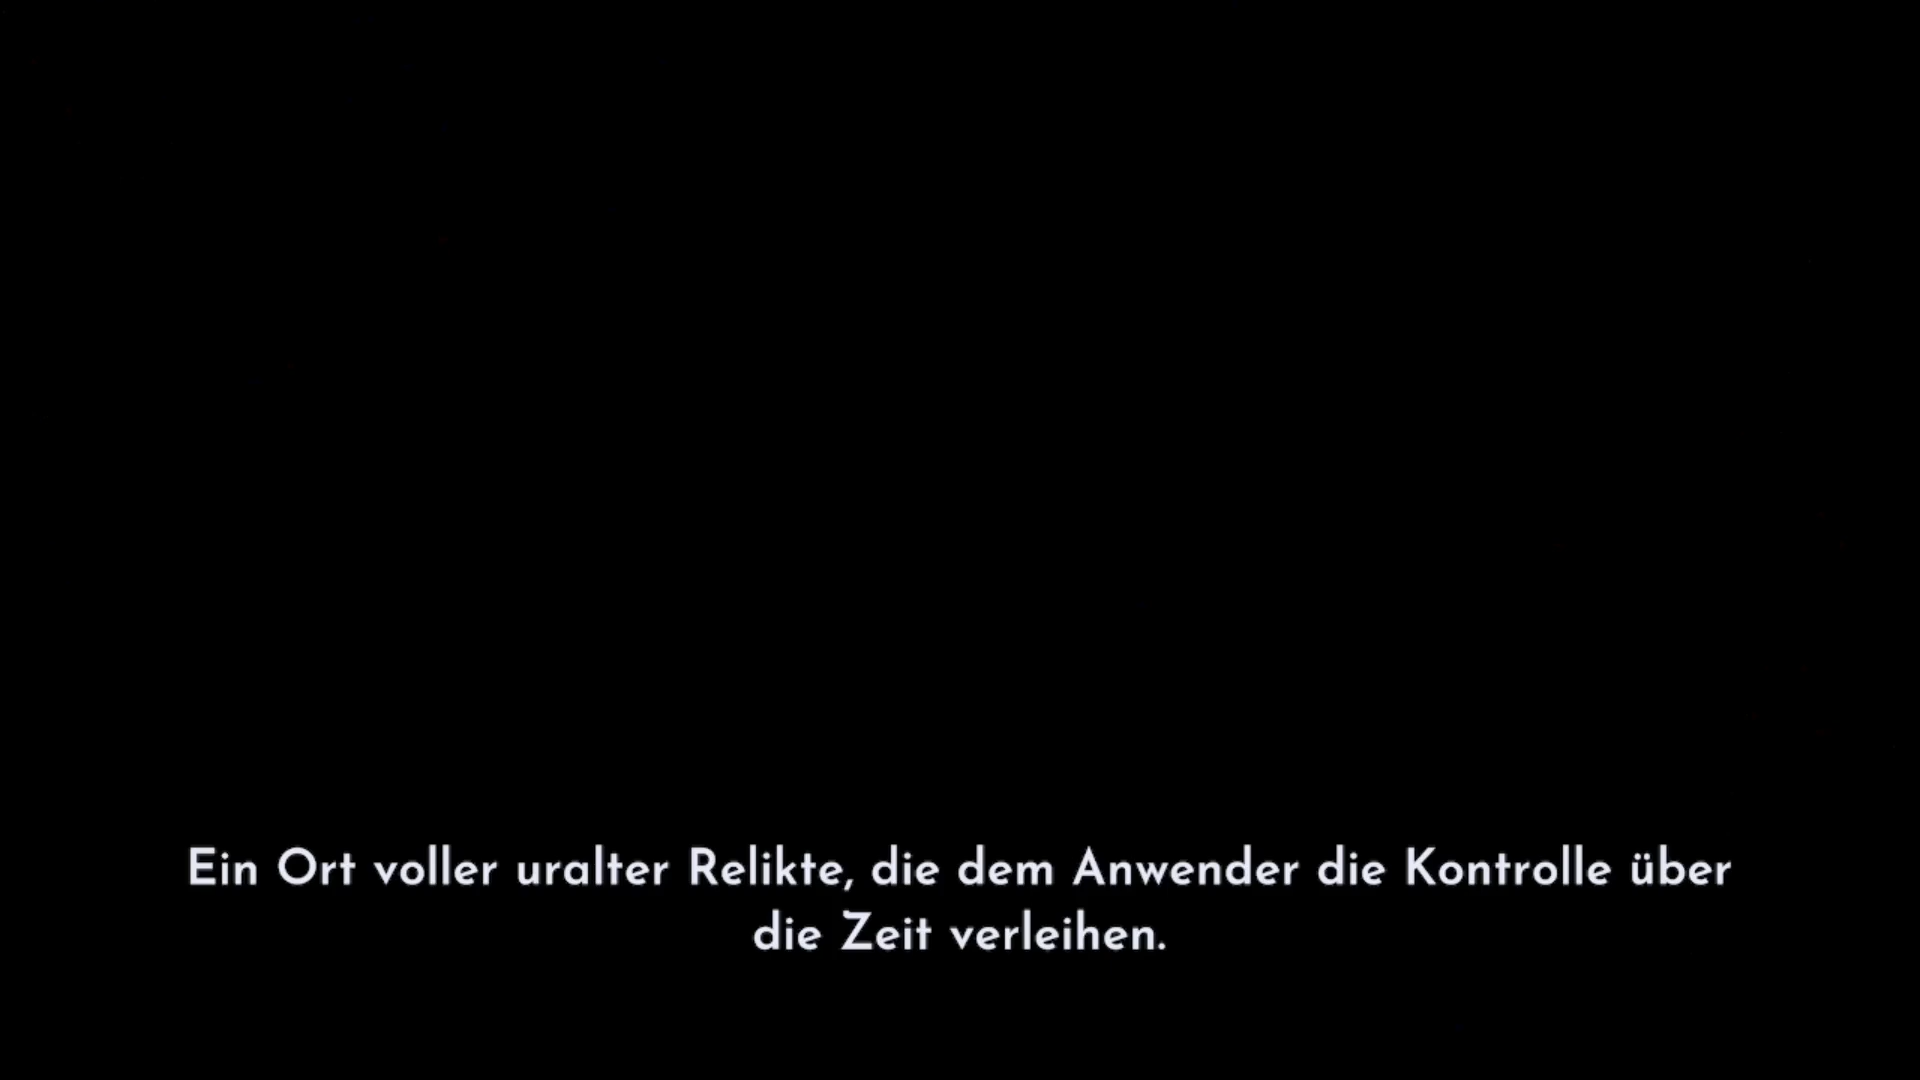 Ein Ort voller uralter Relikte, die dem Anwender die Kontrolle über
die Zeit verleihen.